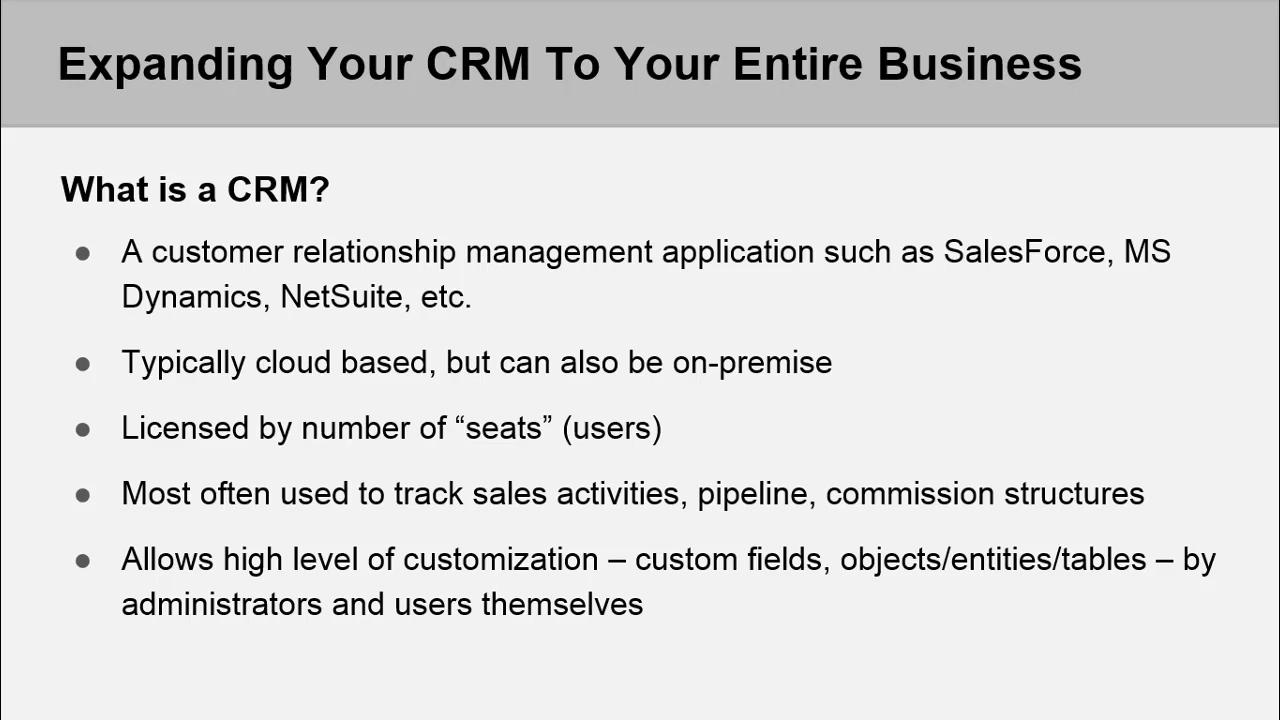 Expanding Your CRM To Your Entire Business
What is a CRM?
● A customer relationship management application such as SalesForce, MS
Dynamics, NetSuite, etc.
● Typically cloud based, but can also be on-premise
● Licensed by number of “seats” (users)
● Most often used to track sales activities, pipeline, commission structures
● Allows high level of customization – custom fields, objects/entities/tables – by
administrators and users themselves